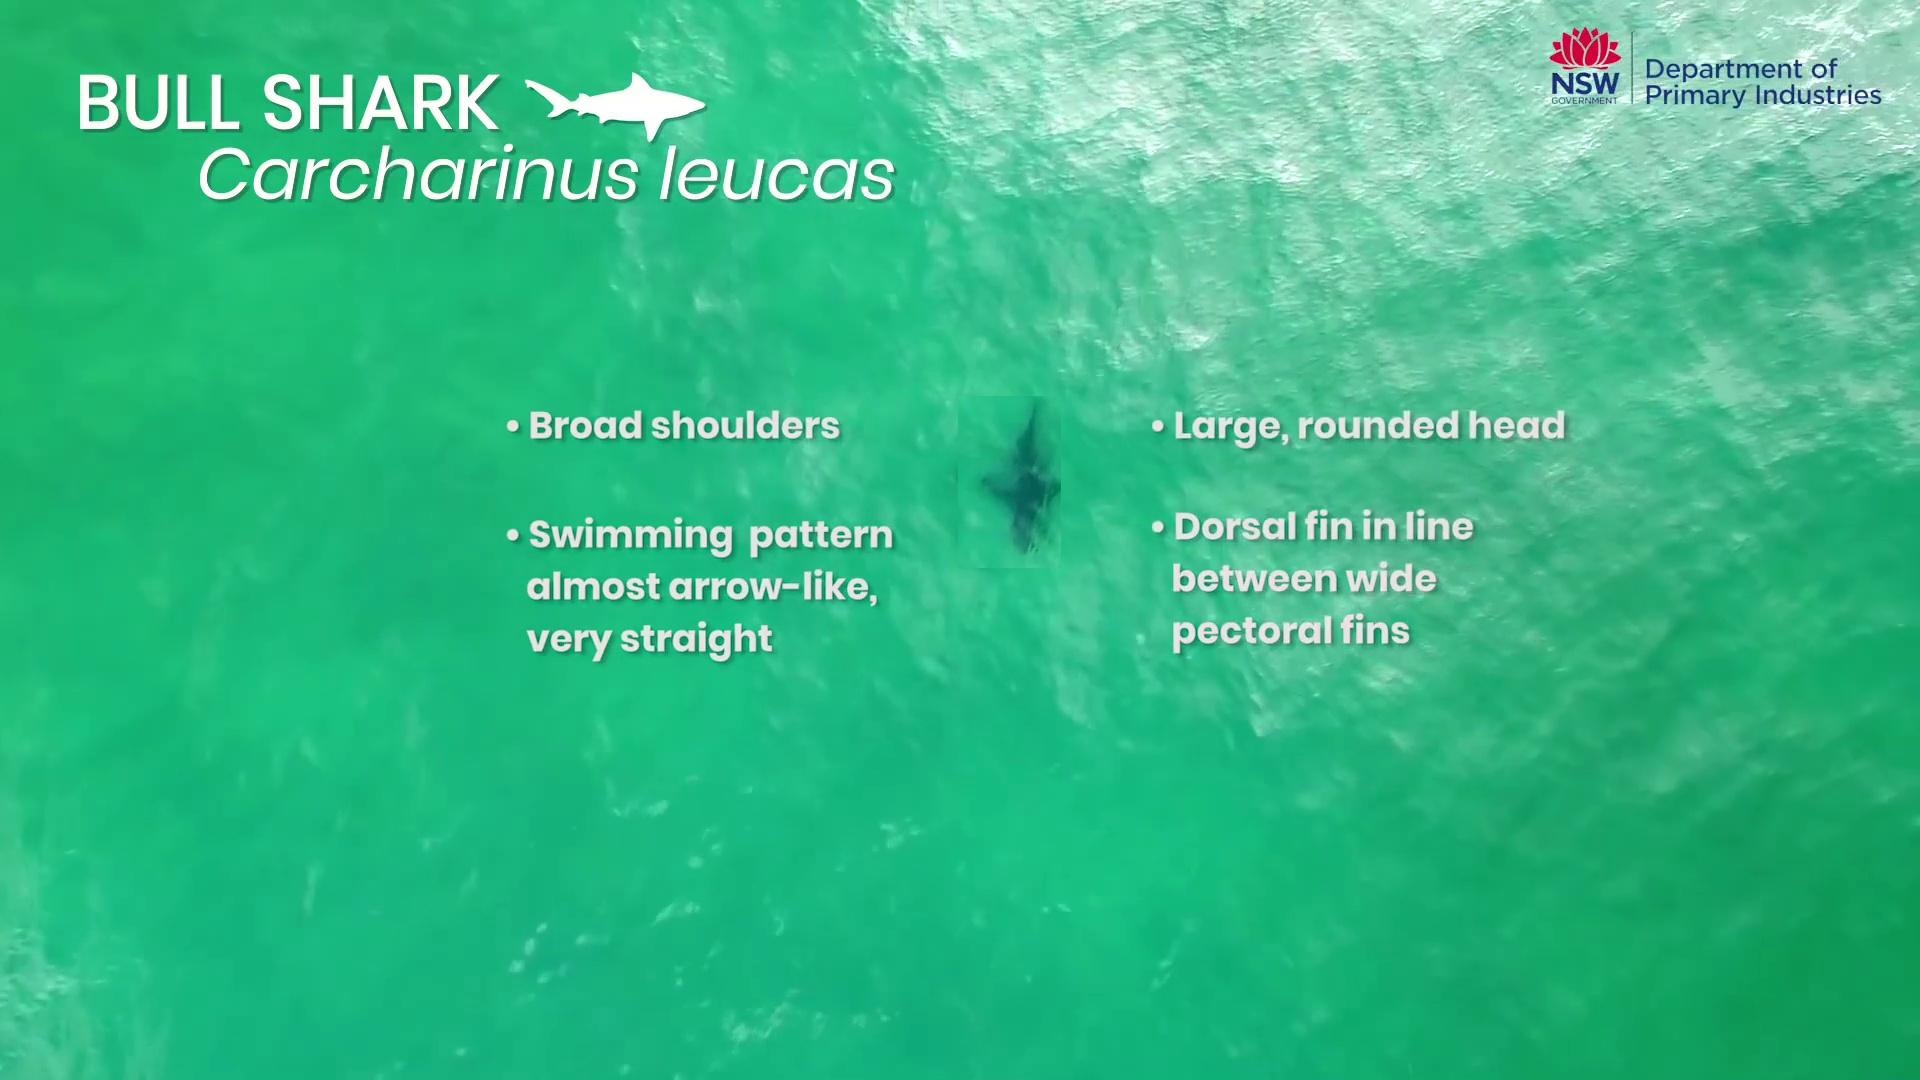 BULL SHARK
Carcharinus leucas
NSW
GOVERNMENT
Department of
Primary Industries
• Broad shoulders
• Swimming pattern
almost arrow-like,
very straight
• Large, rounded head
• Dorsal fin in line
between wide
pectoral fins